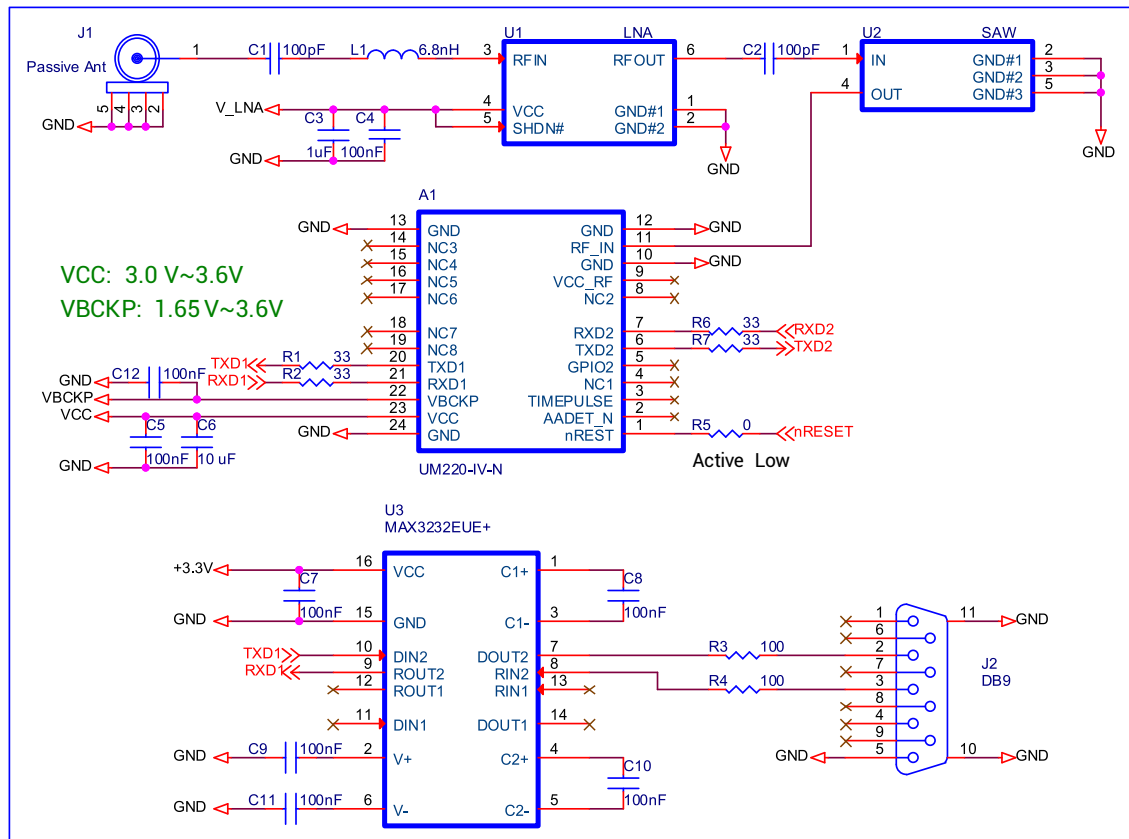 J1
Passive Ant
1
C1 100pF
L1 6.8nH
U1 LNA
3 RFIN RFOUT 6
C2 100pF
U2 SAW
1 IN GND#1 2
GND#2 3
4 OUT GND#3 5
5 4 3 2
GND
V_LNA
4 VCC GND#1 1
5 SHDN# GND#2 2
C3 C4
1uF 100nF
GND
GND
GND
A1
GND 13 GND GND 12 GND
14 NC3 RF_IN 11
15 NC4 GND 10 GND
16 NC5 VCC_RF 9
17 NC6 NC2 8
VCC: 3.0 V~3.6V
VBCKP: 1.65 V~3.6V
18 NC7 RXD2 7 R6 33 RXD2
19 NC8 TXD2 6 R7 33 TXD2
TXD1 R1 33 20 TXD1 GPIO2 5
RXD1 R2 33 21 RXD1 NC1 4
GND C12 100nF
VBCKP 22 VBCKP TIMEPULSE 3
VCC 23 VCC AADET_N 2
GND 24 GND nREST 1 R5 0 nRESET
C5 C6
100nF 10 uF
GND
Active Low
UM220-IV-N
U3
MAX3232EUE+
+3.3V 16 VCC C1+ 1
C7 C8
100nF 100nF
GND 15 GND C1- 3
TXD1 10 DIN2 DOUT2 7 R3 100
RXD1 9 ROUT2 RIN2 8 R4 100
12 ROUT1 RIN1 13
11 DIN1 DOUT1 14
GND C9 100nF 2 V+ C2+ 4
C10
100nF
GND C11 100nF 6 V- C2- 5
1 11 GND
6
2
7 J2
3 DB9
8
4
9
GND 5 10 GND